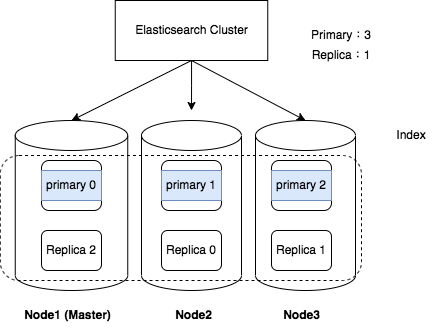 Elasticsearch Cluster
Primary：3
Replica：1
Index
primary 0
primary 1
primary 2
Replica 2
Replica 0
Replica 1
Node1 (Master)
Node2
Node3